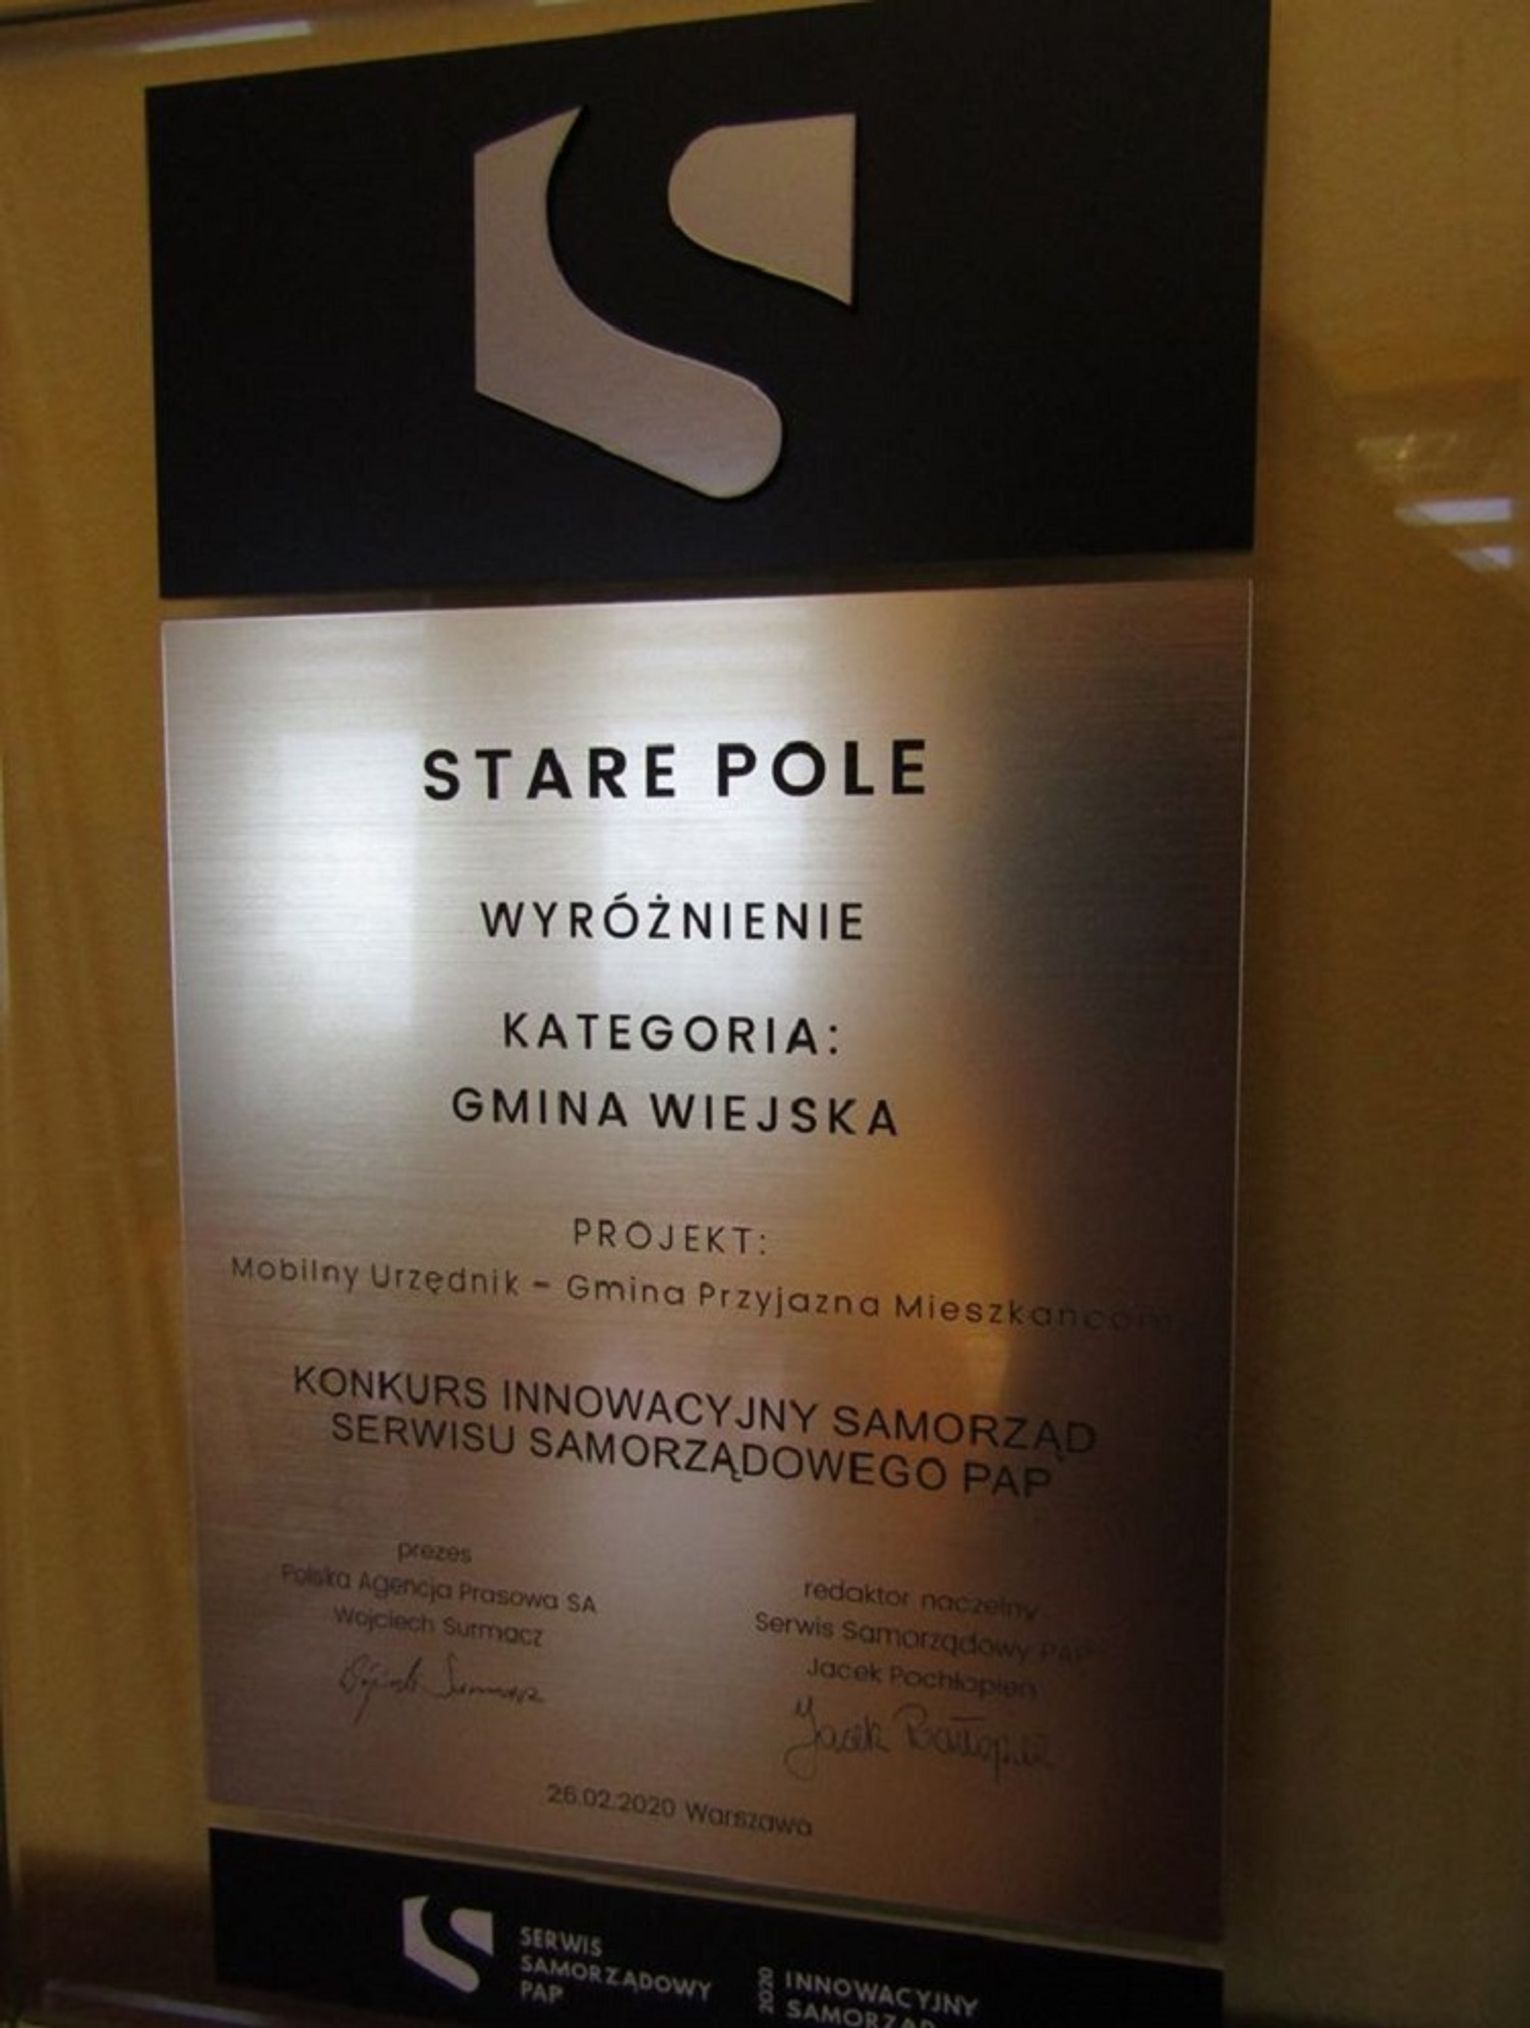 STARE POLE
WYRÓŻNIENIE
KATEGORIA:
GMINA WIEJSKA
PROJEKT:
Mobilny Urzędnik – Gmina Przyjazna Mieszkańcom
KONKURS INNOWACYJNY SAMORZĄD
SERWISU SAMORZĄDOWEGO PAP
prezes
Polska Agencja Prasowa SA
Wojciech Surmacz
redaktor naczelny
Serwis Samorządowy PAP
Jacek Pochłopień
26.02.2020 Warszawa
SERWIS
SAMORZĄDOWY
PAP
2020
INNOWACYJNY
SAMORZĄD